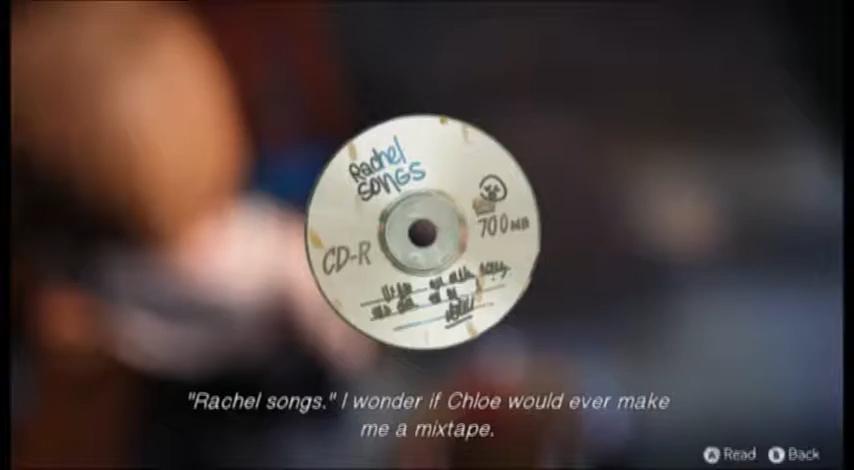 Rachel
songs
700 MB
CD-R
"Rachel songs." I wonder if Chloe would ever make
me a mixtape.
A Read B Back